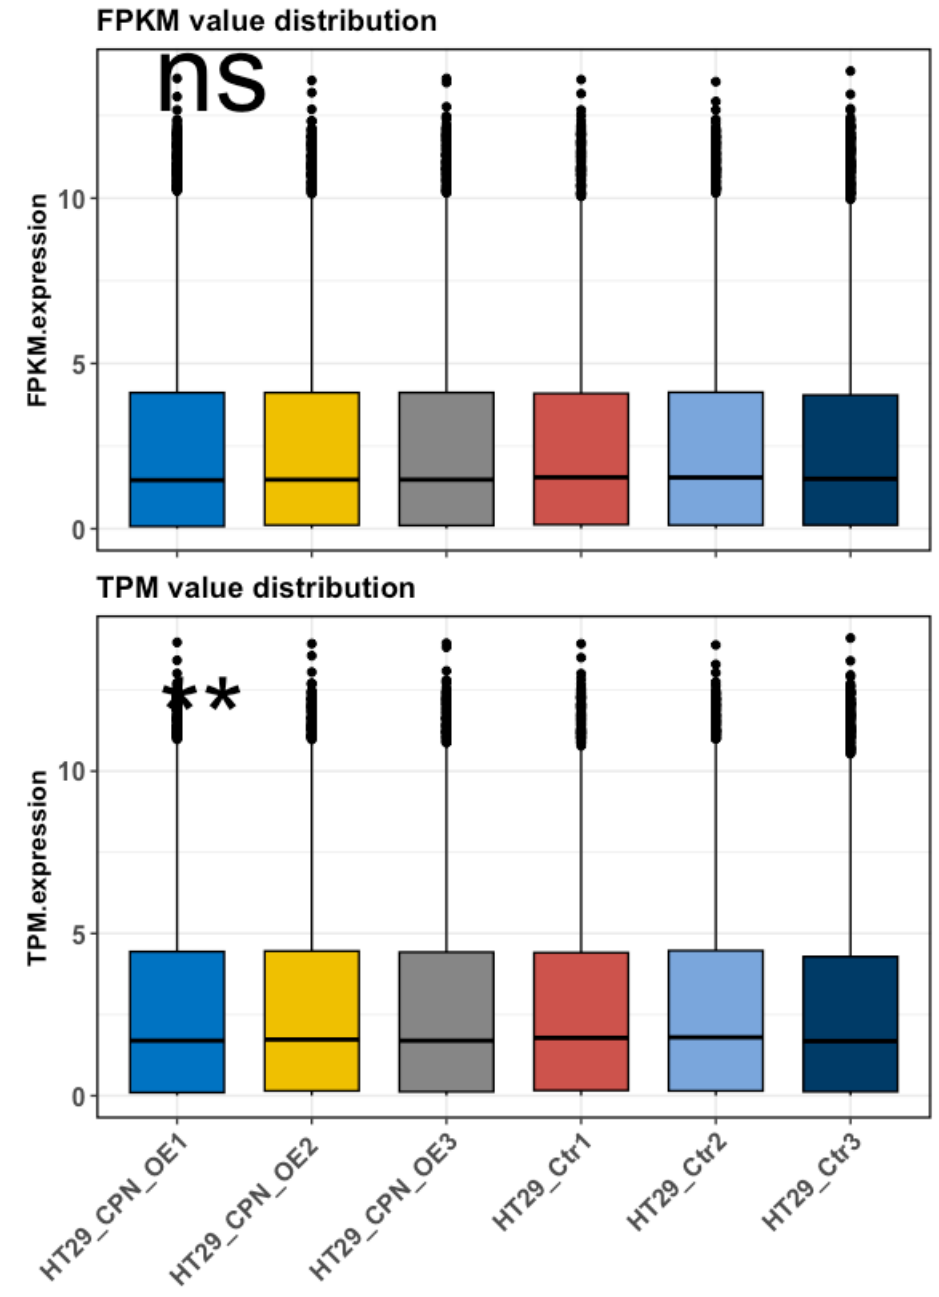 FPKM value distribution
ns
FPKM.expression
10
5
0
TPM value distribution
**
TPM.expression
10
5
0
HT29_CPN_OE1
HT29_CPN_OE2
HT29_CPN_OE3
HT29_Ctr1
HT29_Ctr2
HT29_Ctr3